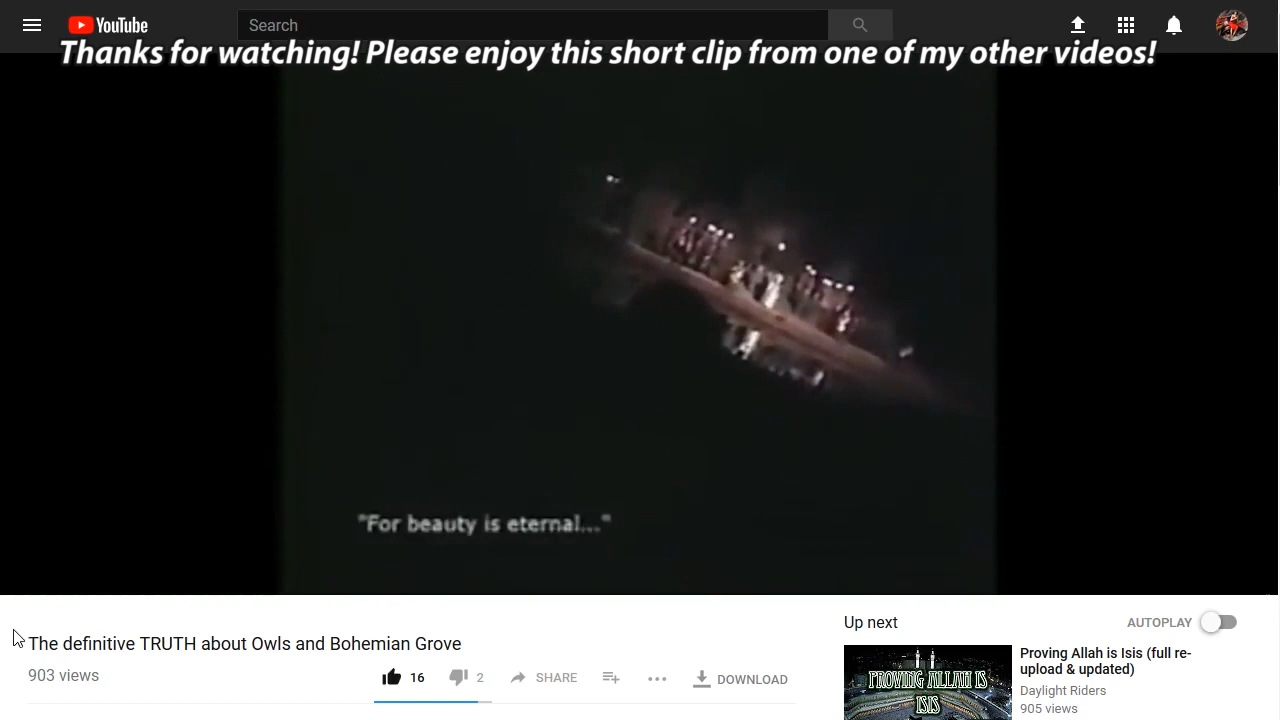 YouTube
Search
Thanks for watching! Please enjoy this short clip from one of my other videos!
"For beauty is eternal..."
The definitive TRUTH about Owls and Bohemian Grove
903 views
16
2
SHARE
DOWNLOAD
Up next
AUTOPLAY
PROVING ALLAH IS
ISIS
Proving Allah is Isis (full re-
upload & updated)
Daylight Riders
905 views